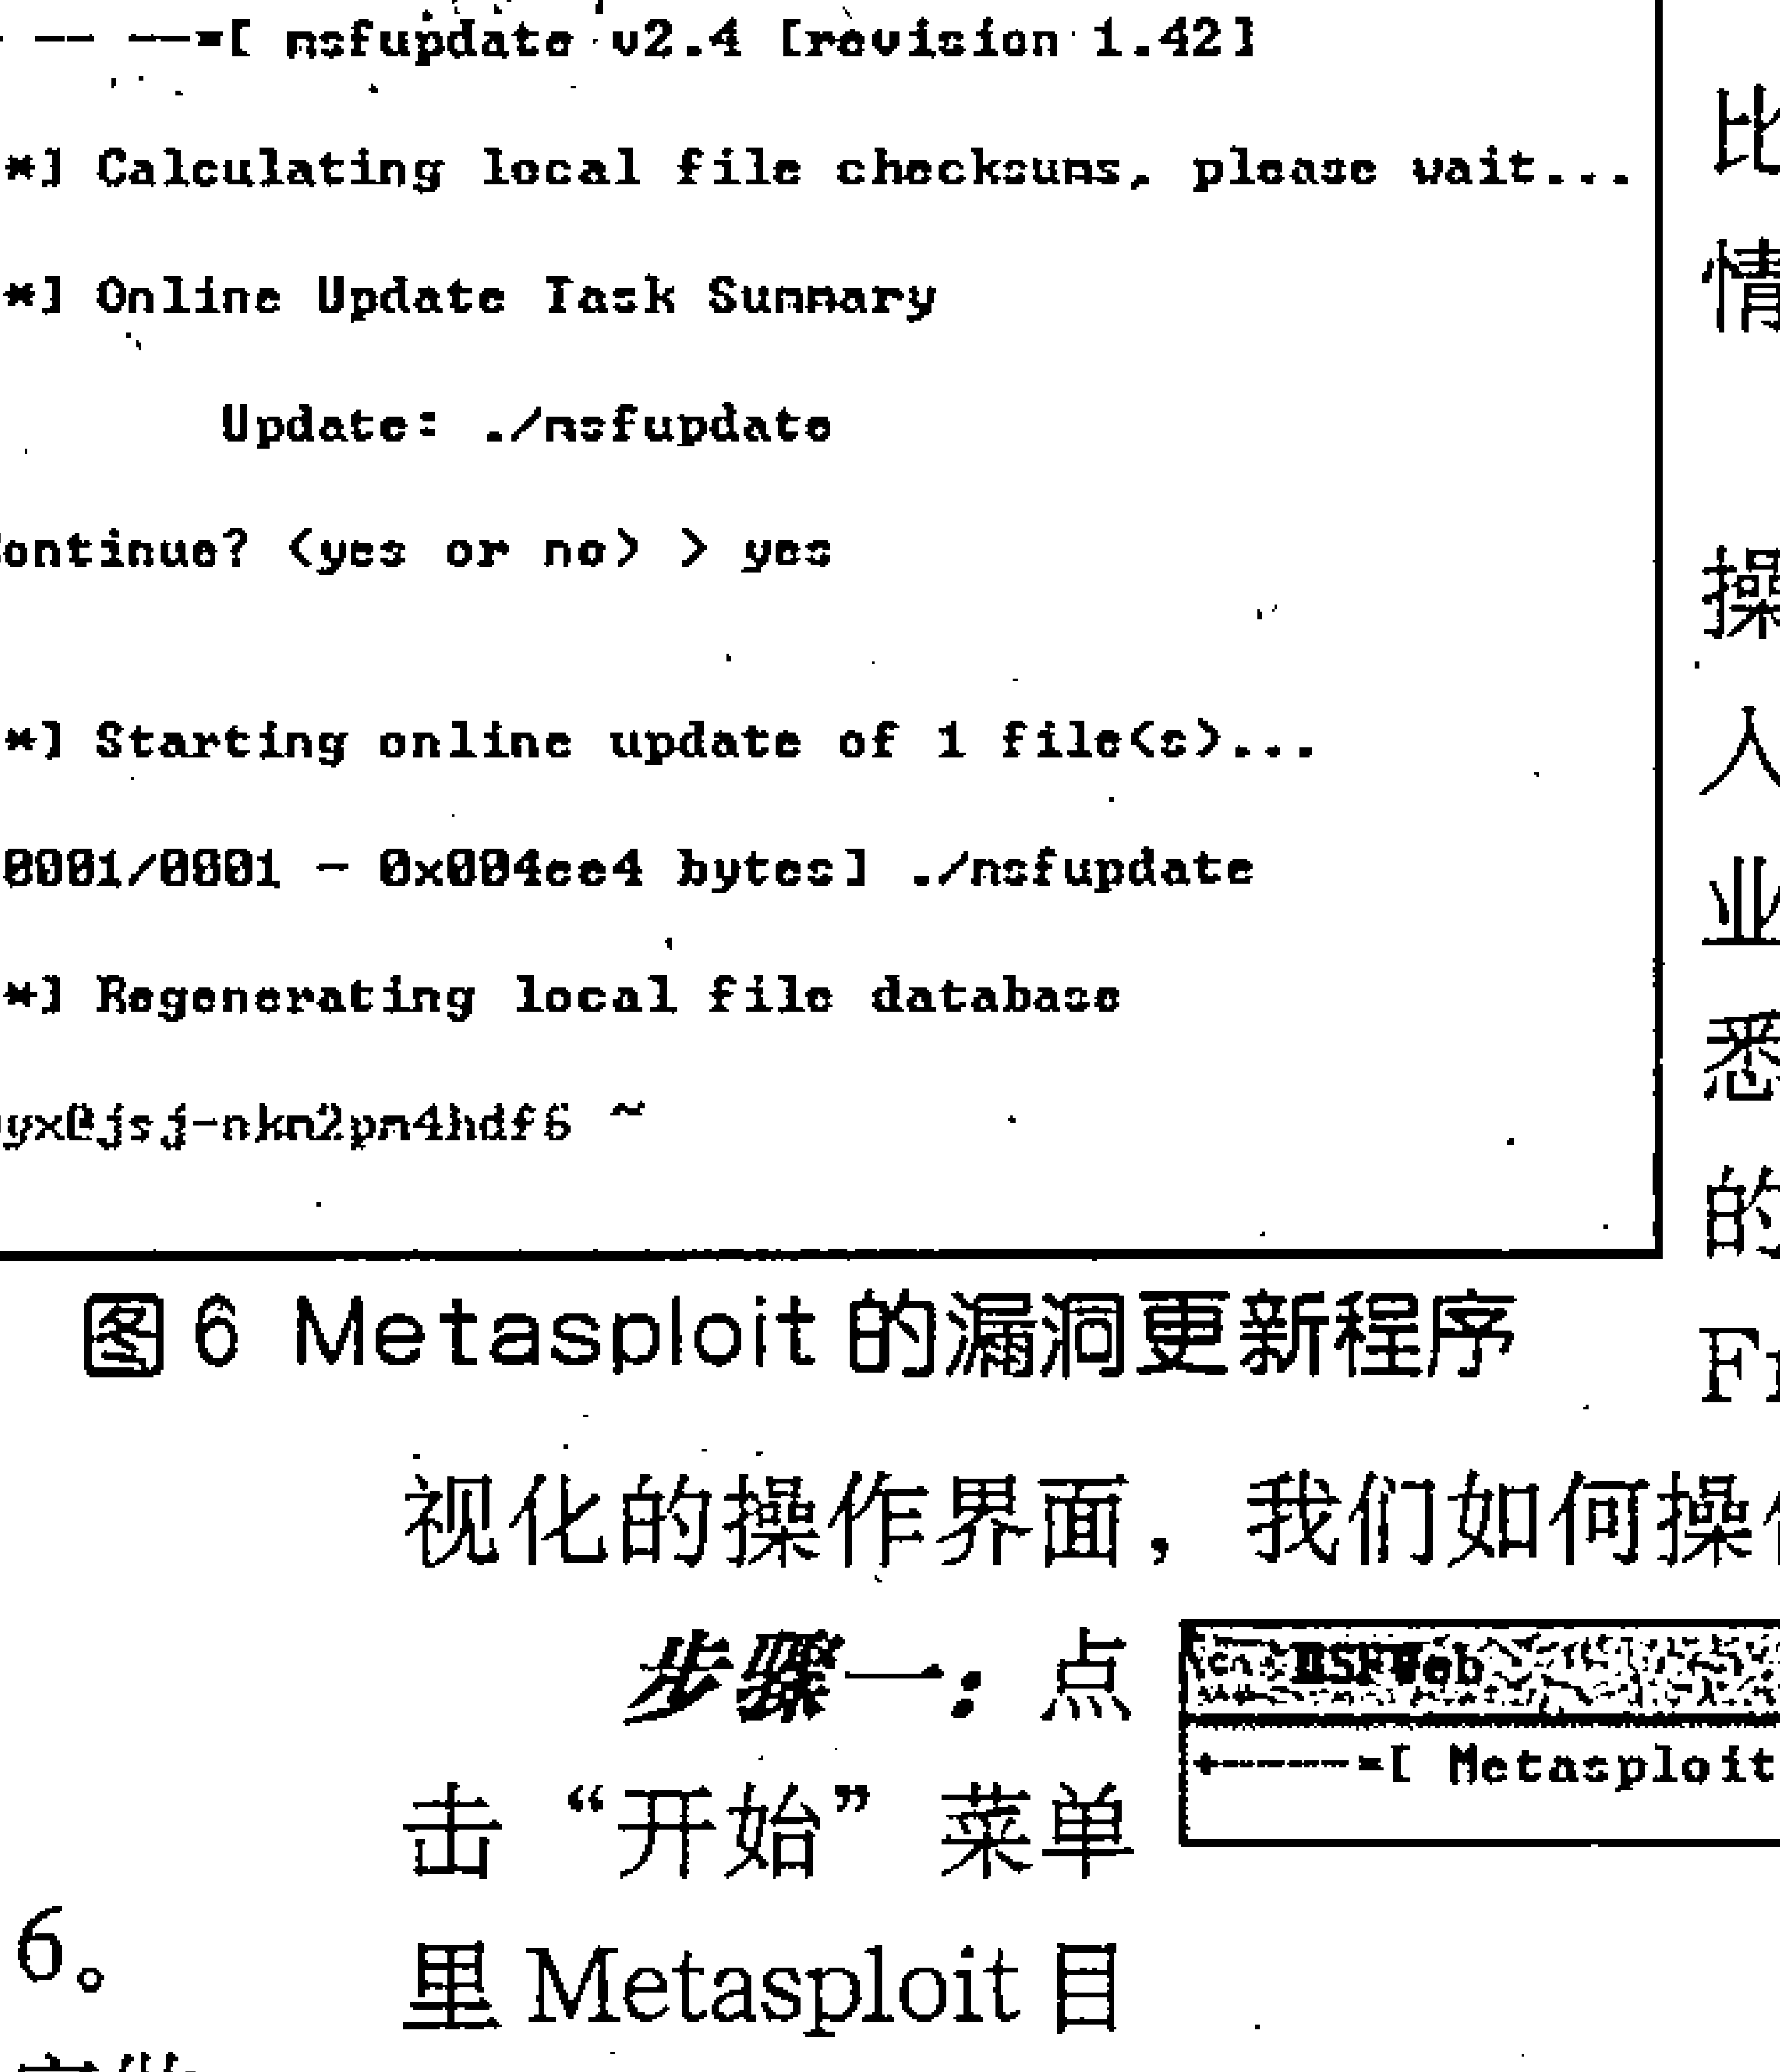 -- --=[ msfupdate v2.4 [revision 1.42]
*] Calculating local file checksums, please wait...
*] Online Update Task Summary
Update: ./msfupdate
ontinue? (yes or no) > yes
*] Starting online update of 1 file(s)...
0001/0001 - 0x004ee4 bytes] ./msfupdate
*] Regenerating local file database
yx@jsj-nkm2pm4hdf6 ~
图 6 Metasploit 的漏洞更新程序
视化的操作界面，我们如何操作
步骤一：点
击“开始”菜单
里 Metasploit 目
MSFWeb
+-----=[ Metasploit
6。
比
情
操
入
业
悉
的
Fr